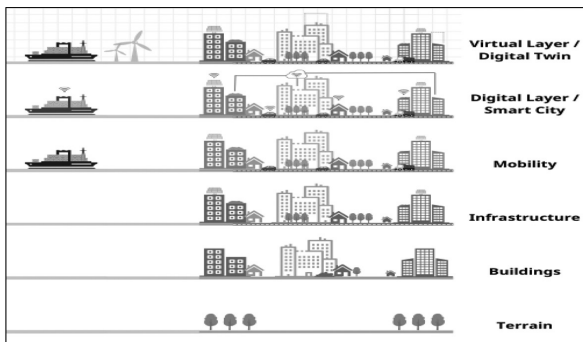 Virtual Layer /
Digital Twin
Digital Layer /
Smart City
Mobility
Infrastructure
Buildings
Terrain